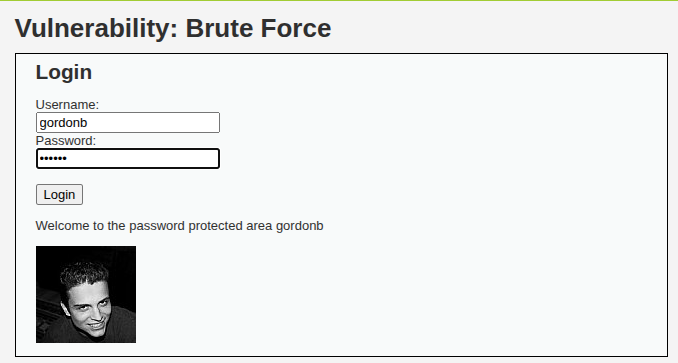 Vulnerability: Brute Force
Login
Username:
gordonb
Password:
••••••
Login
Welcome to the password protected area gordonb